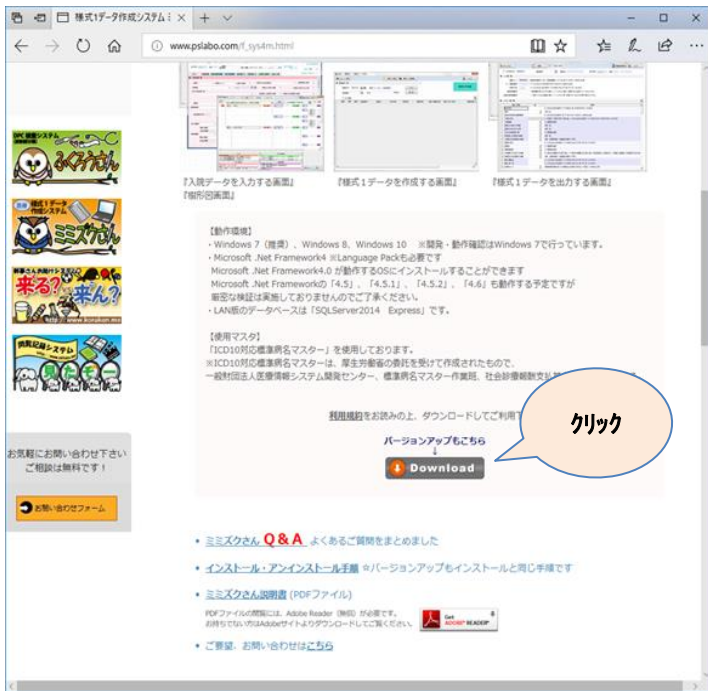 様式1データ作成システム
www.pslabo.com/f_sys4m.html
『入院データを入力する画面』
『樹形図画面』
『様式１データを作成する画面』
『様式１データを出力する画面』
ふくろうさん
様式１データ
作成システム
ミミズクさん
来る?
来ん?
見たぞー
【動作環境】
・Windows 7（推奨）、Windows 8、Windows 10　※開発・動作確認はWindows 7で行っています。
・Microsoft .Net Framework4 ※Language Packも必要です
Microsoft .Net Framework4.0 が動作するOSにインストールすることができます
Microsoft .Net Frameworkの「4.5」、「4.5.1」、「4.5.2」、「4.6」も動作する予定ですが
厳密な検証は実施しておりませんのでご了承ください。
・LAN版のデータベースは「SQLServer2014　Express」です。
【使用マスタ】
「ICD10対応標準病名マスター」を使用しております。
※ICD10対応標準病名マスターは、厚生労働省の委託を受けて作成されたもので、
一般財団法人医療情報システム開発センター、標準病名マスター作業班、社会診療報酬支払
利用規約をお読みの上、ダウンロードしてご利用下
クリック
バージョンアップもこちら
↓
Download
お気軽にお問い合わせ下さい
ご相談は無料です！
お問い合わせフォーム
・ミミズクさん Q&A よくあるご質問をまとめました
・インストール・アンインストール手順 ☆バージョンアップもインストールと同じ手順です
・ミミズクさん説明書 (PDFファイル)
PDFファイルの閲覧には、Adobe Reader（無償）が必要です。
お持ちでない方はAdobeサイトよりダウンロードしてご覧ください。
Get
ADOBE® READER®
・ご要望、お問い合わせはこちら